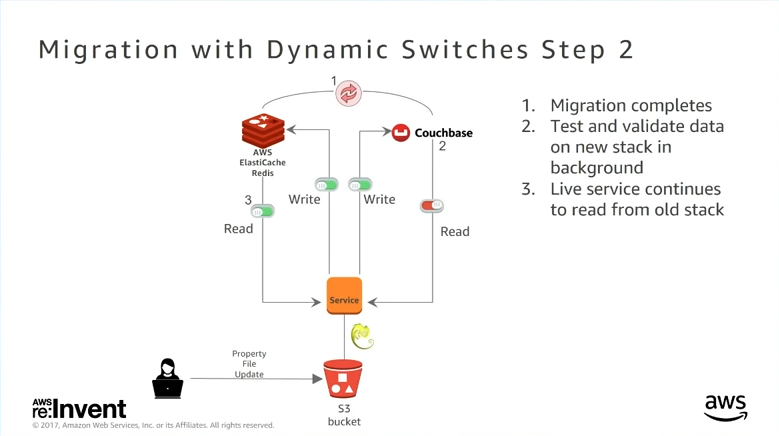 Migration with Dynamic Switches Step 2
1
AWS
ElastiCache
Redis
Couchbase
2
3
Read
Write
Write
Read
Service
Property
File
Update
S3
bucket
1. Migration completes
2. Test and validate data
on new stack in
background
3. Live service continues
to read from old stack
AWS
re:Invent
© 2017, Amazon Web Services, Inc. or its Affiliates. All rights reserved.
aws